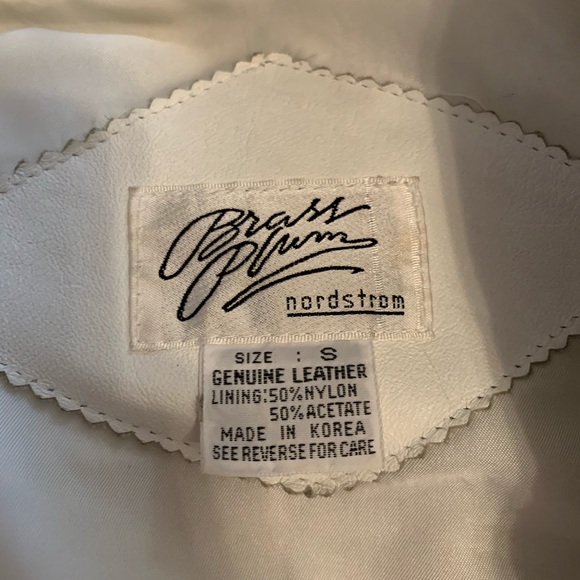 Brass
Plum
nordstrom
SIZE : S
GENUINE LEATHER
LINING:50%NYLON
50%ACETATE
MADE IN KOREA
SEE REVERSE FOR CARE